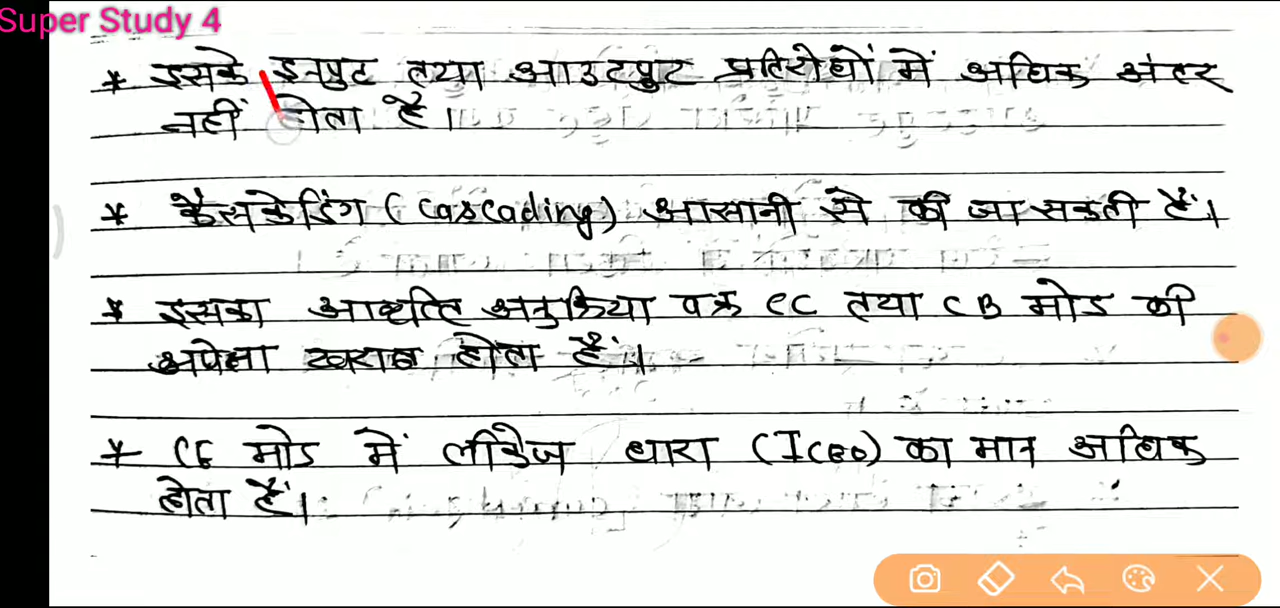 Super Study 4
* इसके इनपुट तथा आउटपुट प्रतिरोधों में अधिक अंतर
नहीं होता है।
* कैसकेडिंग (Cascading) आसानी से की जा सकती हैं।
* इसका आवृत्ति अनुक्रिया वक्र CC तथा CB मोड की
अपेक्षा खराब होता हैं।
* CE मोड में लीकेज धारा (ICEO) का मान अधिक
होता हैं।